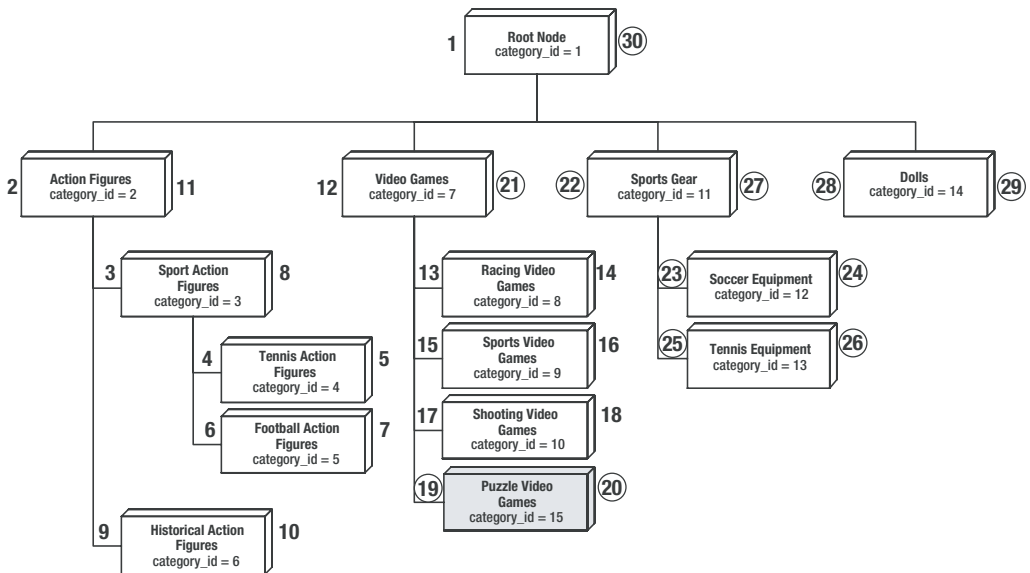 1
Root Node
category_id = 1
30
2
Action Figures
category_id = 2
11
12
Video Games
category_id = 7
21
22
Sports Gear
category_id = 11
27
28
Dolls
category_id = 14
29
3
Sport Action
Figures
category_id = 3
8
13
Racing Video
Games
category_id = 8
14
23
Soccer Equipment
category_id = 12
24
4
Tennis Action
Figures
category_id = 4
5
15
Sports Video
Games
category_id = 9
16
25
Tennis Equipment
category_id = 13
26
6
Football Action
Figures
category_id = 5
7
17
Shooting Video
Games
category_id = 10
18
19
Puzzle Video
Games
category_id = 15
20
9
Historical Action
Figures
category_id = 6
10